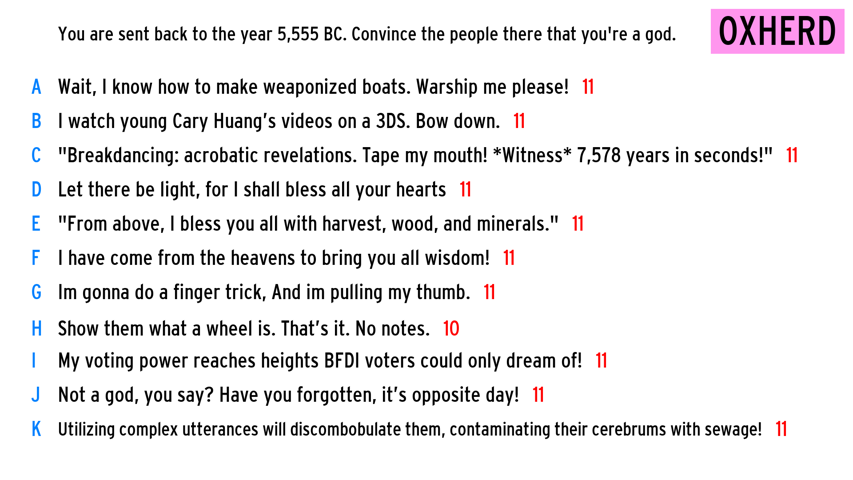 You are sent back to the year 5,555 BC. Convince the people there that you're a god.
OXHERD
A Wait, I know how to make weaponized boats. Warship me please! 11
B I watch young Cary Huang's videos on a 3DS. Bow down. 11
C "Breakdancing: acrobatic revelations. Tape my mouth! *Witness* 7,578 years in seconds!" 11
D Let there be light, for I shall bless all your hearts 11
E "From above, I bless you all with harvest, wood, and minerals." 11
F I have come from the heavens to bring you all wisdom! 11
G Im gonna do a finger trick, And im pulling my thumb. 11
H Show them what a wheel is. That's it. No notes. 10
I My voting power reaches heights BFDI voters could only dream of! 11
J Not a god, you say? Have you forgotten, it's opposite day! 11
K Utilizing complex utterances will discombobulate them, contaminating their cerebrums with sewage! 11